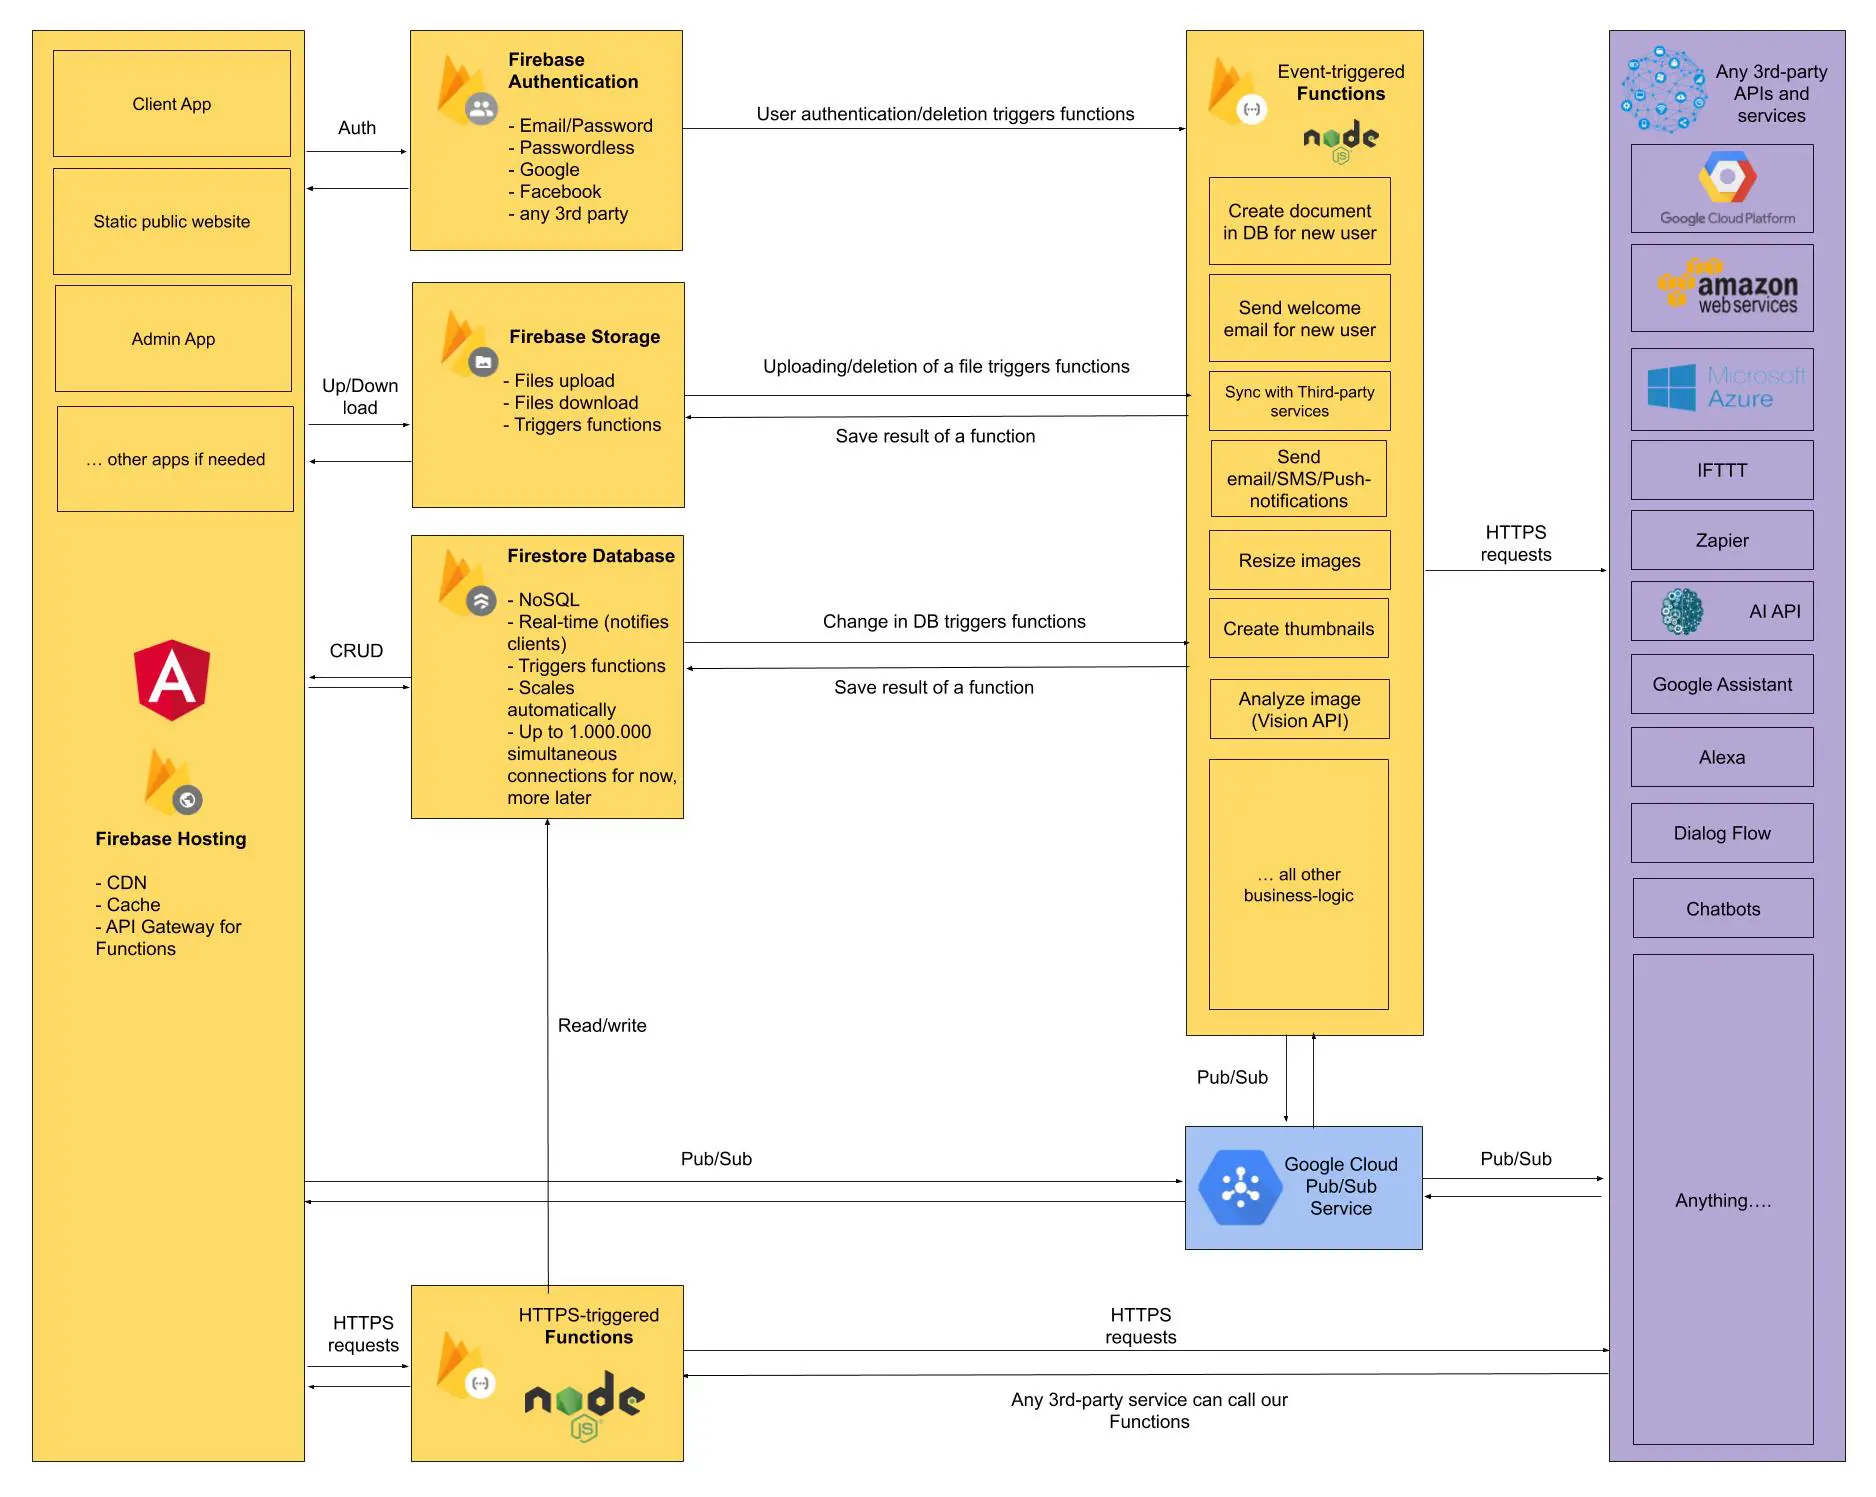 Client App
Static public website
Admin App
… other apps if needed
Firebase Hosting
- CDN
- Cache
- API Gateway for
Functions
Auth
Up/Down
load
CRUD
HTTPS
requests
Firebase
Authentication
- Email/Password
- Passwordless
- Google
- Facebook
- any 3rd party
Firebase Storage
- Files upload
- Files download
- Triggers functions
Firestore Database
- NoSQL
- Real-time (notifies
clients)
- Triggers functions
- Scales
automatically
- Up to 1.000.000
simultaneous
connections for now,
more later
Read/write
HTTPS-triggered
Functions
node
JS
User authentication/deletion triggers functions
Uploading/deletion of a file triggers functions
Save result of a function
Change in DB triggers functions
Save result of a function
Pub/Sub
HTTPS
requests
Any 3rd-party service can call our
Functions
Event-triggered
Functions
node
JS
Create document
in DB for new user
Send welcome
email for new user
Sync with Third-party
services
Send
email/SMS/Push-
notifications
Resize images
Create thumbnails
Analyze image
(Vision API)
… all other
business-logic
Pub/Sub
Google Cloud
Pub/Sub
Service
HTTPS
requests
Pub/Sub
Any 3rd-party
APIs and
services
Google Cloud Platform
amazon
web services
Microsoft
Azure
IFTTT
Zapier
AI API
Google Assistant
Alexa
Dialog Flow
Chatbots
Anything….